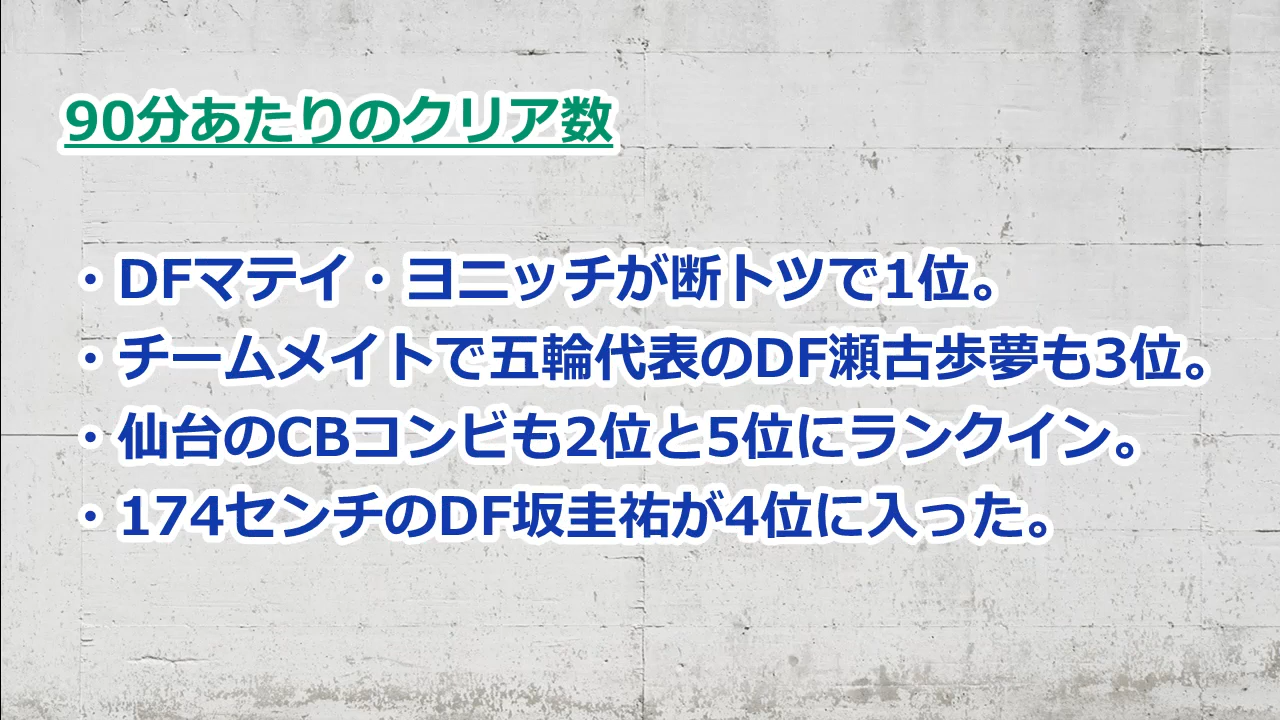 90分あたりのクリア数
・DFマテイ・ヨニッチが断トツで1位。
・チームメイトで五輪代表のDF瀬古歩夢も3位。
・仙台のCBコンビも2位と5位にランクイン。
・174センチのDF坂圭祐が4位に入った。